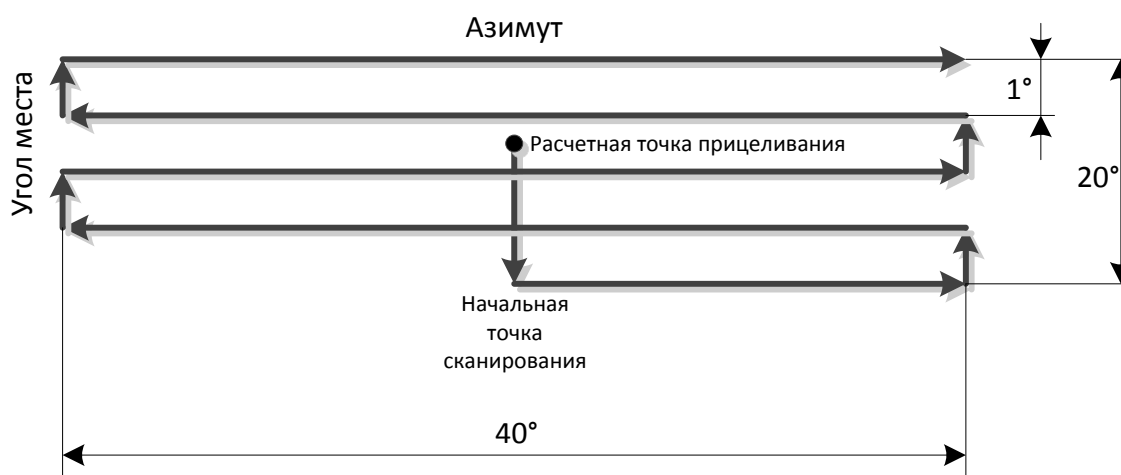 Азимут
1°
Угол места
Расчетная точка прицеливания
20°
Начальная
точка
сканирования
40°